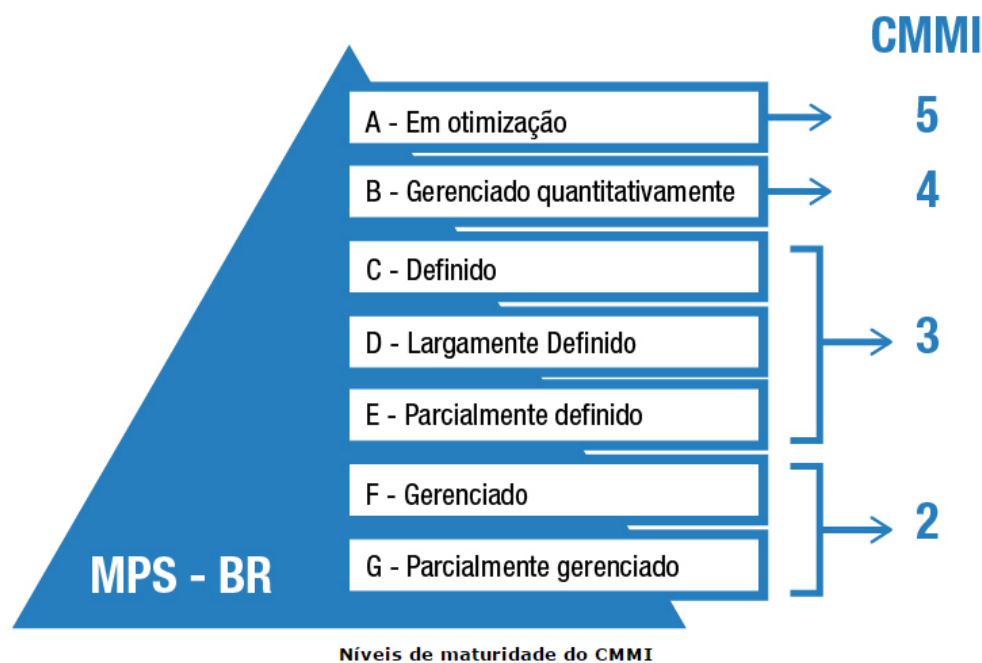 CMMI
A - Em otimização
5
B - Gerenciado quantitativamente
4
C - Definido
D - Largamente Definido
3
E - Parcialmente definido
F - Gerenciado
2
G - Parcialmente gerenciado
MPS - BR
Níveis de maturidade do CMMI